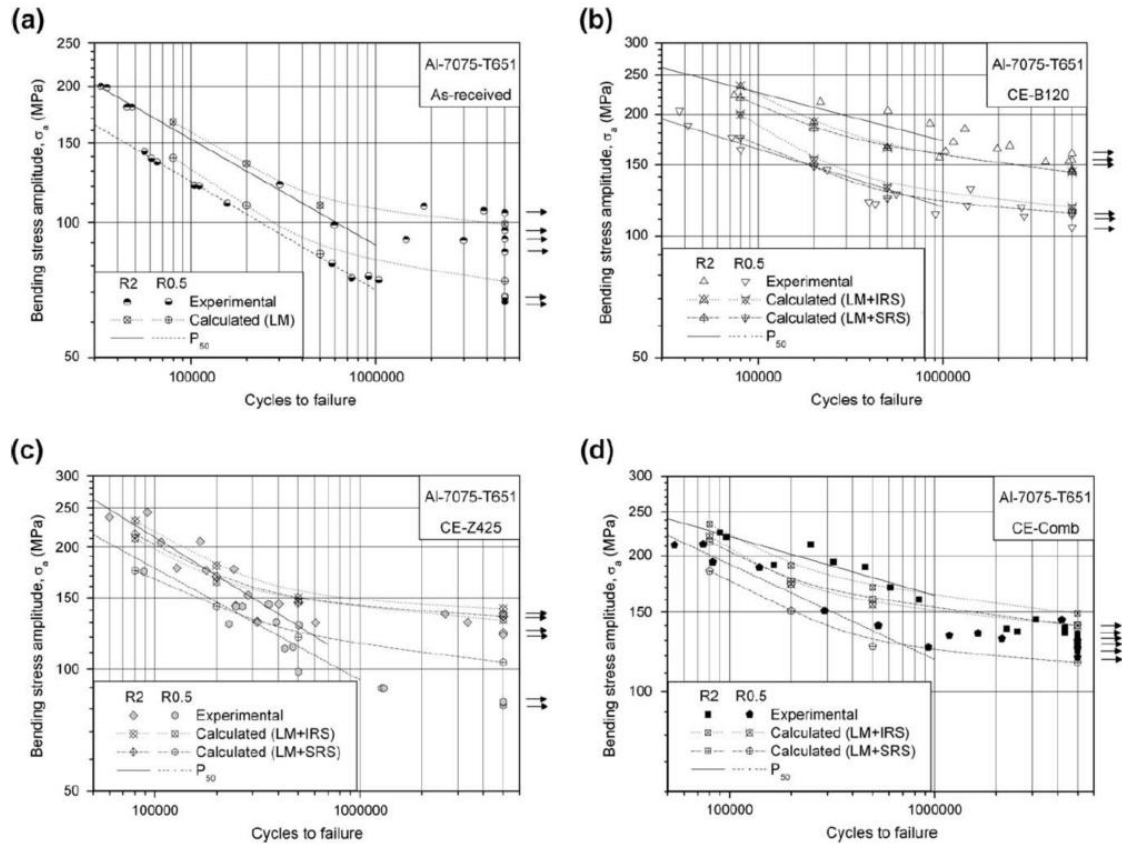 (a)
250
200
150
100
50
Bending stress amplitude, σa (MPa)
Al-7075-T651
As-received
R2 R0.5
Experimental
Calculated (LM)
P50
100000 1000000
Cycles to failure
(b)
300
250
200
150
100
50
Bending stress amplitude, σa (MPa)
Al-7075-T651
CE-B120
R2 R0.5
Experimental
Calculated (LM+IRS)
Calculated (LM+SRS)
P50
100000 1000000
Cycles to failure
(c)
300
250
200
150
100
50
Bending stress amplitude, σa (MPa)
Al-7075-T651
CE-Z425
R2 R0.5
Experimental
Calculated (LM+IRS)
Calculated (LM+SRS)
P50
100000 1000000
Cycles to failure
(d)
300
250
200
150
100
50
Bending stress amplitude, σa (MPa)
Al-7075-T651
CE-Comb
R2 R0.5
Experimental
Calculated (LM+IRS)
Calculated (LM+SRS)
P50
100000 1000000
Cycles to failure